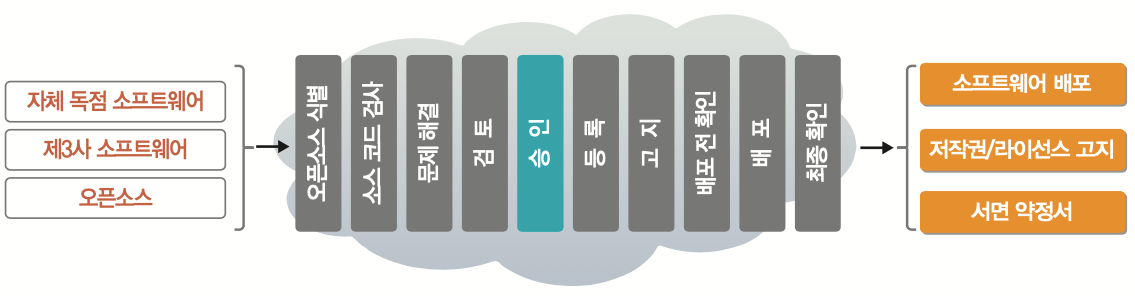 자체 독점 소프트웨어
제3사 소프트웨어
오픈소스
오픈소스 식별
소스 코드 검사
문제 해결
검토
승인
등록
고지
배포 전 확인
배포
최종 확인
소프트웨어 배포
저작권/라이선스 고지
서면 약정서